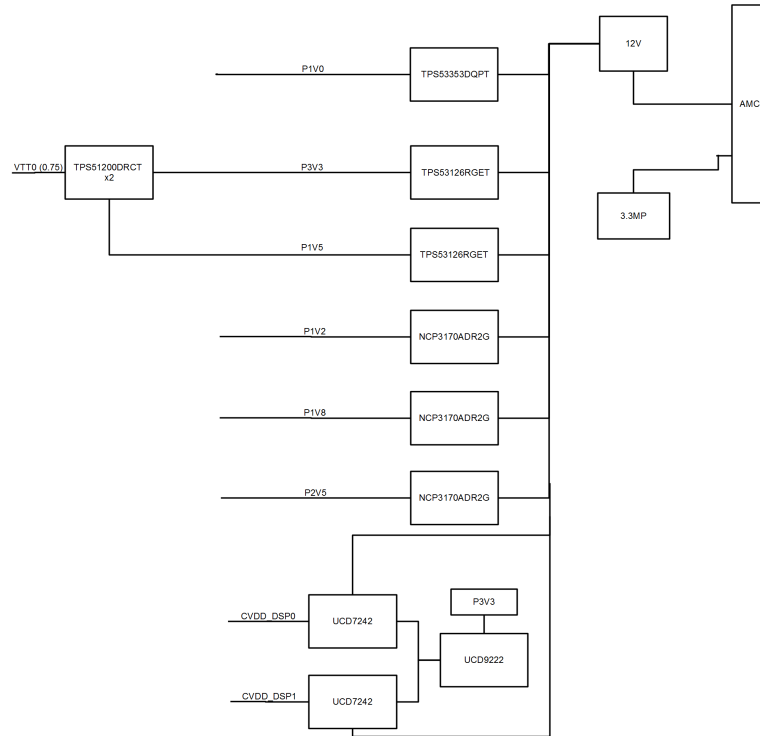 12V
P1V0
TPS53353DQPT
AMC
VTT0 (0.75)
TPS51200DRCT
x2
P3V3
TPS53126RGET
3.3MP
P1V5
TPS53126RGET
P1V2
NCP3170ADR2G
P1V8
NCP3170ADR2G
P2V5
NCP3170ADR2G
P3V3
CVDD_DSP0
UCD7242
UCD9222
CVDD_DSP1
UCD7242